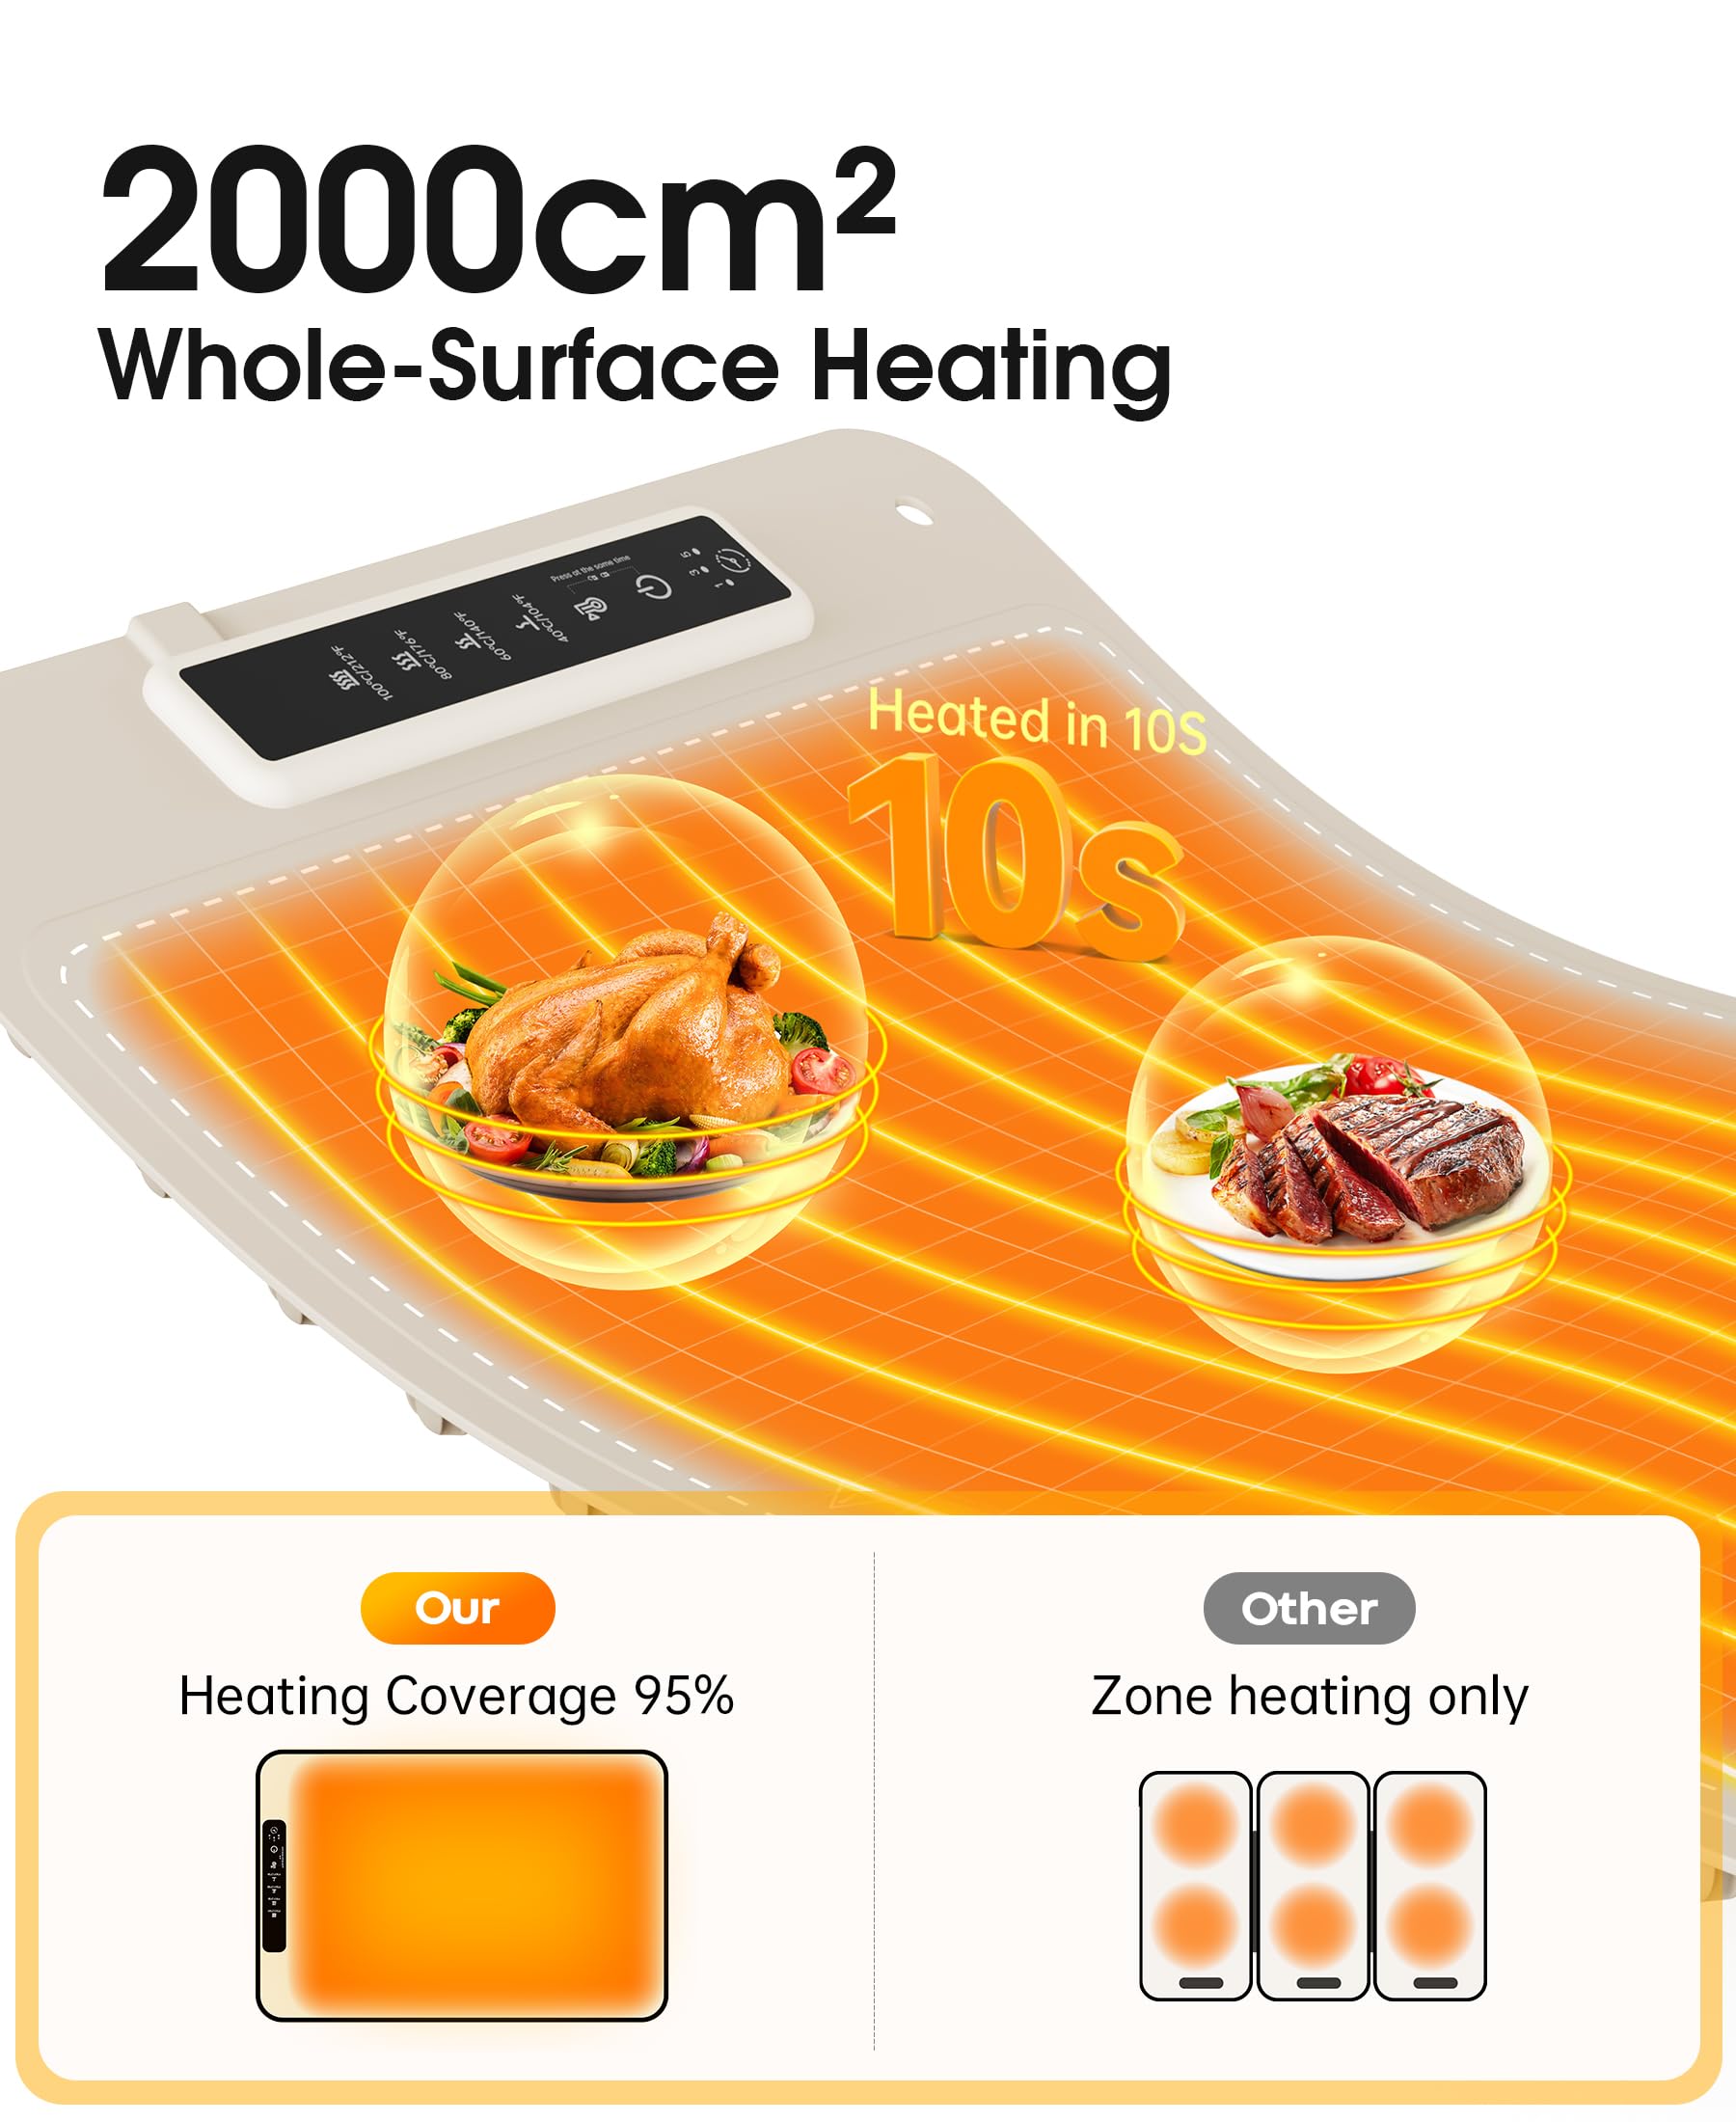 2000cm²
Whole-Surface Heating
1
3
5
Press at the same time
40°C/104°F
60°C/140°F
80°C/176°F
100°C/212°F
Heated in 10S
10s
Our
Other
Heating Coverage 95%
Zone heating only